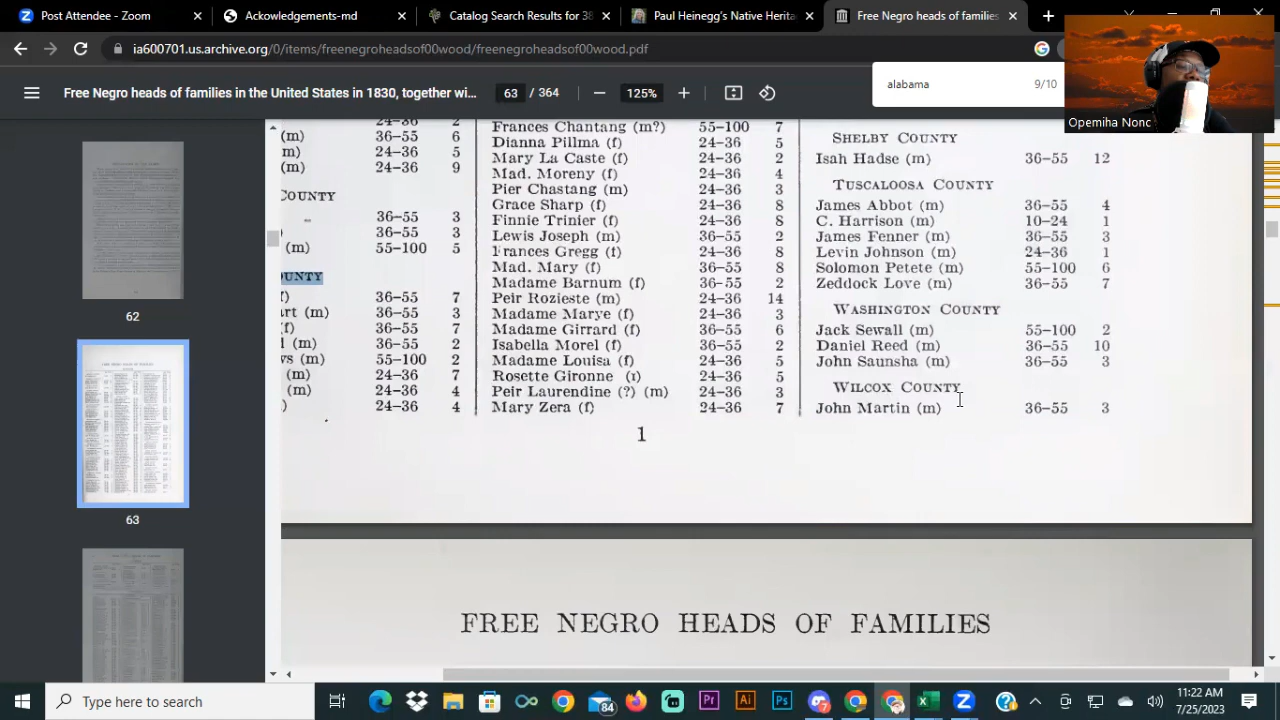 Post Attendee - Zoom
Ackowledgements-md
Catalog Search Results for 38
Paul Heinegg's Native Herita
Free Negro heads of families
ia600701.us.archive.org/0/items/freenegroheadsof00wood/freenegroheadsof00wood.pdf
alabama 9/10
Opemiha Nonc
Free Negro heads of families in the United States in 1830, together wi... 63 / 364 125%
62
63
24-36 2
(m) 36-55 6
m) 24-36 5
(m) 24-36 9
COUNTY
36-55 3
36-55 3
(m) 55-100 5
OUNTY
f) 36-55 7
art (m) 36-55 3
(f) 36-55 7
l (m) 36-55 2
ws (m) 55-100 2
(m) 24-36 7
(m) 24-36 4
) 24-36 4
Frances Chantang (m?) 55-100 7
Dianna Pillma (f) 24-36 5
Mary La Caste (f) 24-36 2
Mad. Moreny (f) 24-36 4
Pier Chastang (m) 24-36 3
Grace Sharp (f) 24-36 8
Finnie Trinier (f) 24-36 8
Lewis Joseph (m) 36-55 2
Frances Gregg (f) 24-36 8
Mad. Mary (f) 36-55 8
Madame Barnum (f) 36-55 2
Peir Rozieste (m) 24-36 14
Madame Marye (f) 24-36 3
Madame Girrard (f) 36-55 6
Isabella Morel (f) 36-55 2
Madame Louisa (f) 24-36 5
Rosette Gironne 24-36 5
Peir Laurendine (?) (m) 24-36 3
Mary Zera (f) 24-36 7
SHELBY COUNTY
Isah Hadse (m) 36-55 12
TUSCALOOSA COUNTY
James Abbot (m) 36-55 4
C. Harrison (m) 10-24 1
James Fenner (m) 36-55 3
Levin Johnson (m) 24-36 1
Solomon Petete (m) 55-100 6
Zeddock Love (m) 36-55 7
WASHINGTON COUNTY
Jack Sewall (m) 55-100 2
Daniel Reed (m) 36-55 10
John Saunsha (m) 36-55 3
WILCOX COUNTY
John Martin (m) 36-55 3
1
FREE NEGRO HEADS OF FAMILIES
Type here to search
84
Pr
Ai
Ps
11:22 AM
7/25/2023